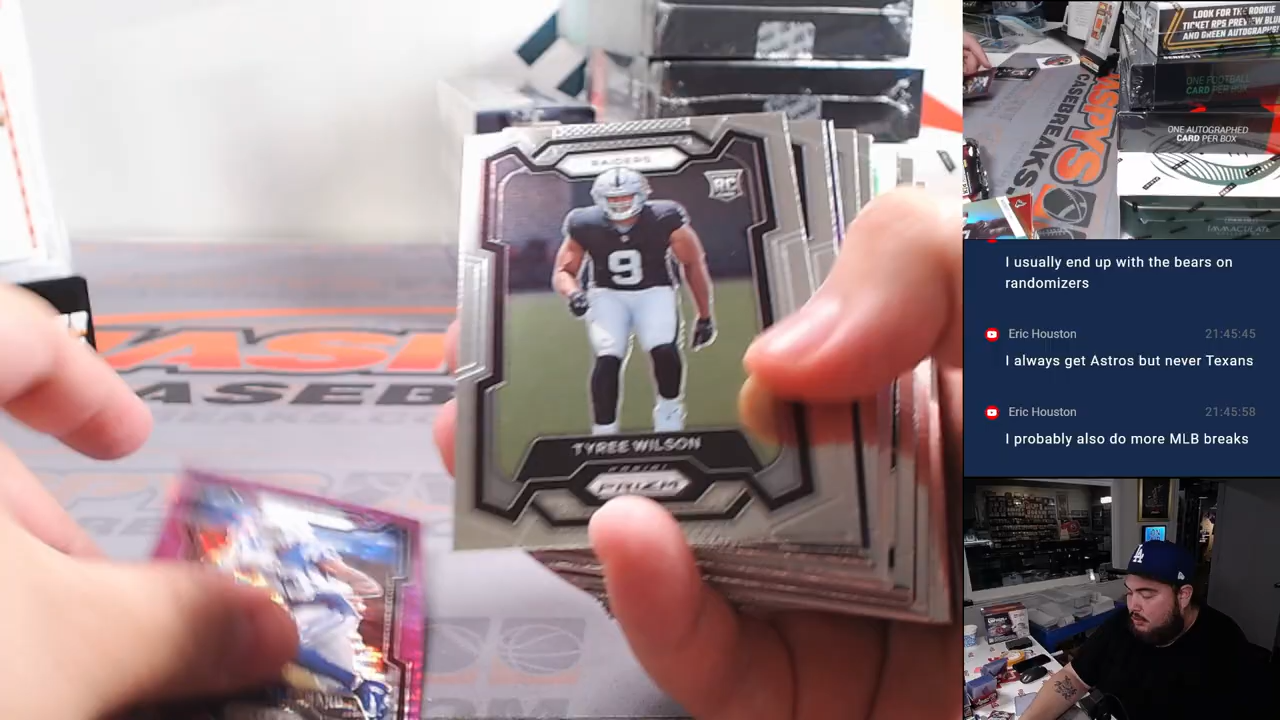 RAIDERS
RC
9
TYREE WILSON
PANINI
PRIZM
LOOK FOR THE ROOKIE
TICKET RPS PREVIEW BLUE
AND GREEN AUTOGRAPHS!
ONE FOOTBALL
CARD PER BOX
ONE AUTOGRAPHED
CARD PER BOX
IMMACULATE
CASEBREAKS.
I usually end up with the bears on
randomizers
Eric Houston 21:45:45
I always get Astros but never Texans
Eric Houston 21:45:58
I probably also do more MLB breaks
LA